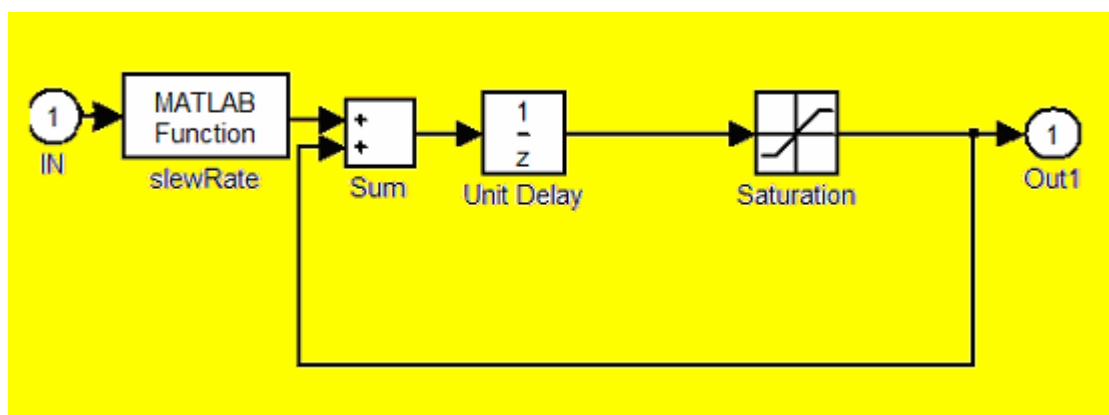 1
IN
MATLAB
Function
slewRate
+
+
Sum
1
z
Unit Delay
Saturation
1
Out1